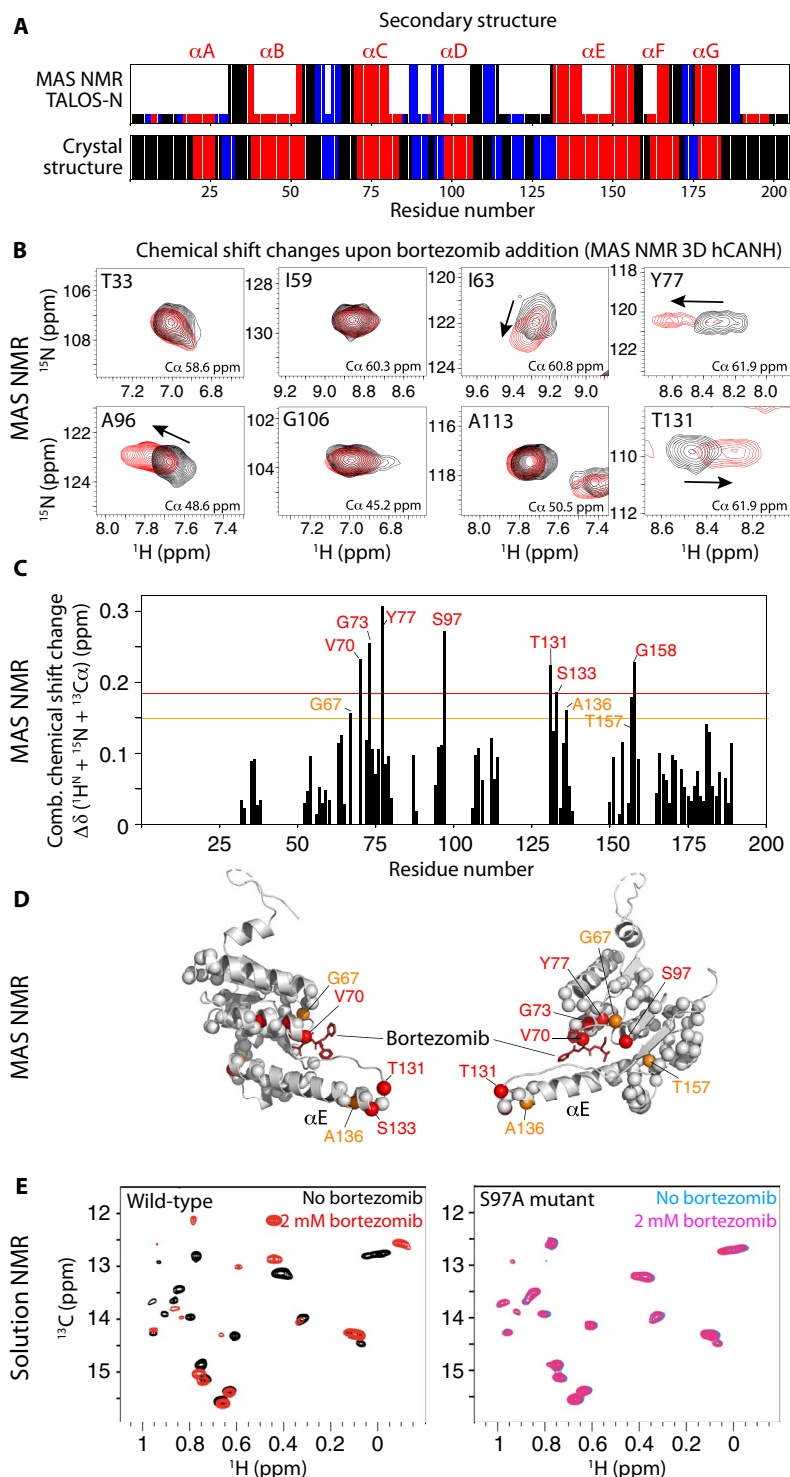 A
Secondary structure
αA αB αC αD αE αF αG
MAS NMR
TALOS-N
Crystal
structure
25 50 75 100 125 150 175 200
Residue number
B
Chemical shift changes upon bortezomib addition (MAS NMR 3D hCANH)
MAS NMR
¹⁵N (ppm)
T33
106
108
7.2 7.0 6.8
Cα 58.6 ppm
I59
128
130
9.2 9.0 8.8 8.6
Cα 60.3 ppm
I63
120
122
124
9.6 9.4 9.2 9.0
Cα 60.8 ppm
Y77
118
120
122
8.6 8.4 8.2 8.0
Cα 61.9 ppm
¹⁵N (ppm)
A96
122
124
8.0 7.8 7.6 7.4
Cα 48.6 ppm
G106
102
104
7.2 7.0 6.8
Cα 45.2 ppm
A113
116
118
8.0 7.8 7.6 7.4
Cα 50.5 ppm
T131
108
110
112
8.6 8.4 8.2
Cα 61.9 ppm
¹H (ppm) ¹H (ppm) ¹H (ppm) ¹H (ppm)
C
MAS NMR
Comb. chemical shift change
Δδ (¹Hᴺ + ¹⁵N + ¹³Cα) (ppm)
0.3
0.2
0.1
0
G67
V70
G73
Y77
S97
T131
S133
A136
T157
G158
25 50 75 100 125 150 175 200
Residue number
D
MAS NMR
G67
V70
Bortezomib
T131
αE
A136
S133
G67
Y77
S97
G73
V70
T131
T157
A136
αE
E
Solution NMR
Wild-type
No bortezomib
2 mM bortezomib
12
13
14
15
¹³C (ppm)
1 0.8 0.6 0.4 0.2 0
¹H (ppm)
S97A mutant
No bortezomib
2 mM bortezomib
12
13
14
15
1 0.8 0.6 0.4 0.2 0
¹H (ppm)